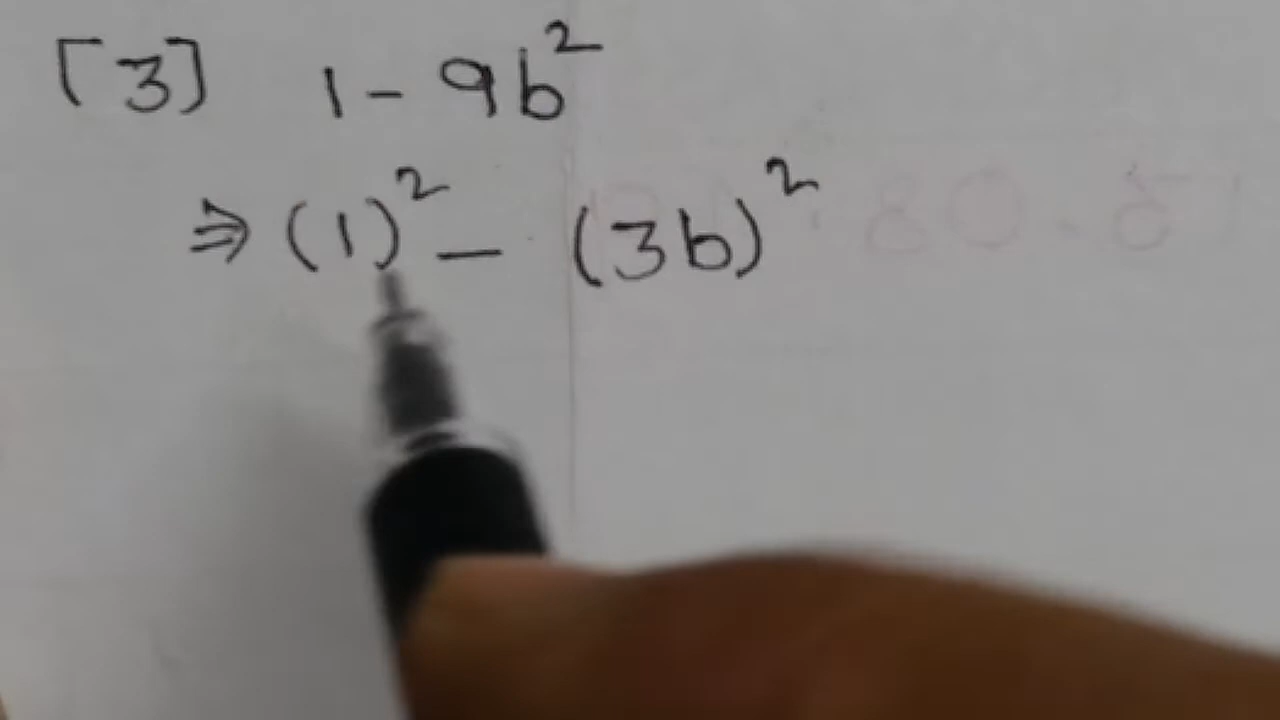 [3] 1 - 9b²
⇒ (1)² - (3b)²